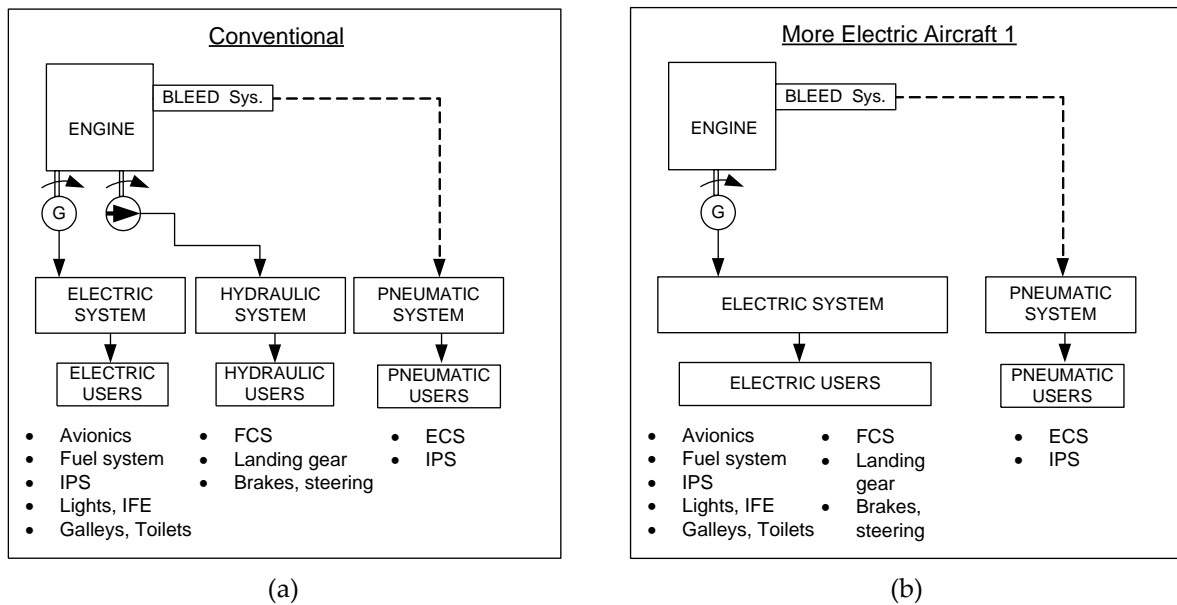 Conventional
BLEED Sys.
ENGINE
G
ELECTRIC
SYSTEM
HYDRAULIC
SYSTEM
PNEUMATIC
SYSTEM
ELECTRIC
USERS
HYDRAULIC
USERS
PNEUMATIC
USERS
• Avionics
• Fuel system
• IPS
• Lights, IFE
• Galleys, Toilets
• FCS
• Landing gear
• Brakes, steering
• ECS
• IPS
(a)
More Electric Aircraft 1
BLEED Sys.
ENGINE
G
ELECTRIC SYSTEM
PNEUMATIC
SYSTEM
ELECTRIC USERS
PNEUMATIC
USERS
• Avionics
• Fuel system
• IPS
• Lights, IFE
• Galleys, Toilets
• FCS
• Landing
gear
• Brakes,
steering
• ECS
• IPS
(b)